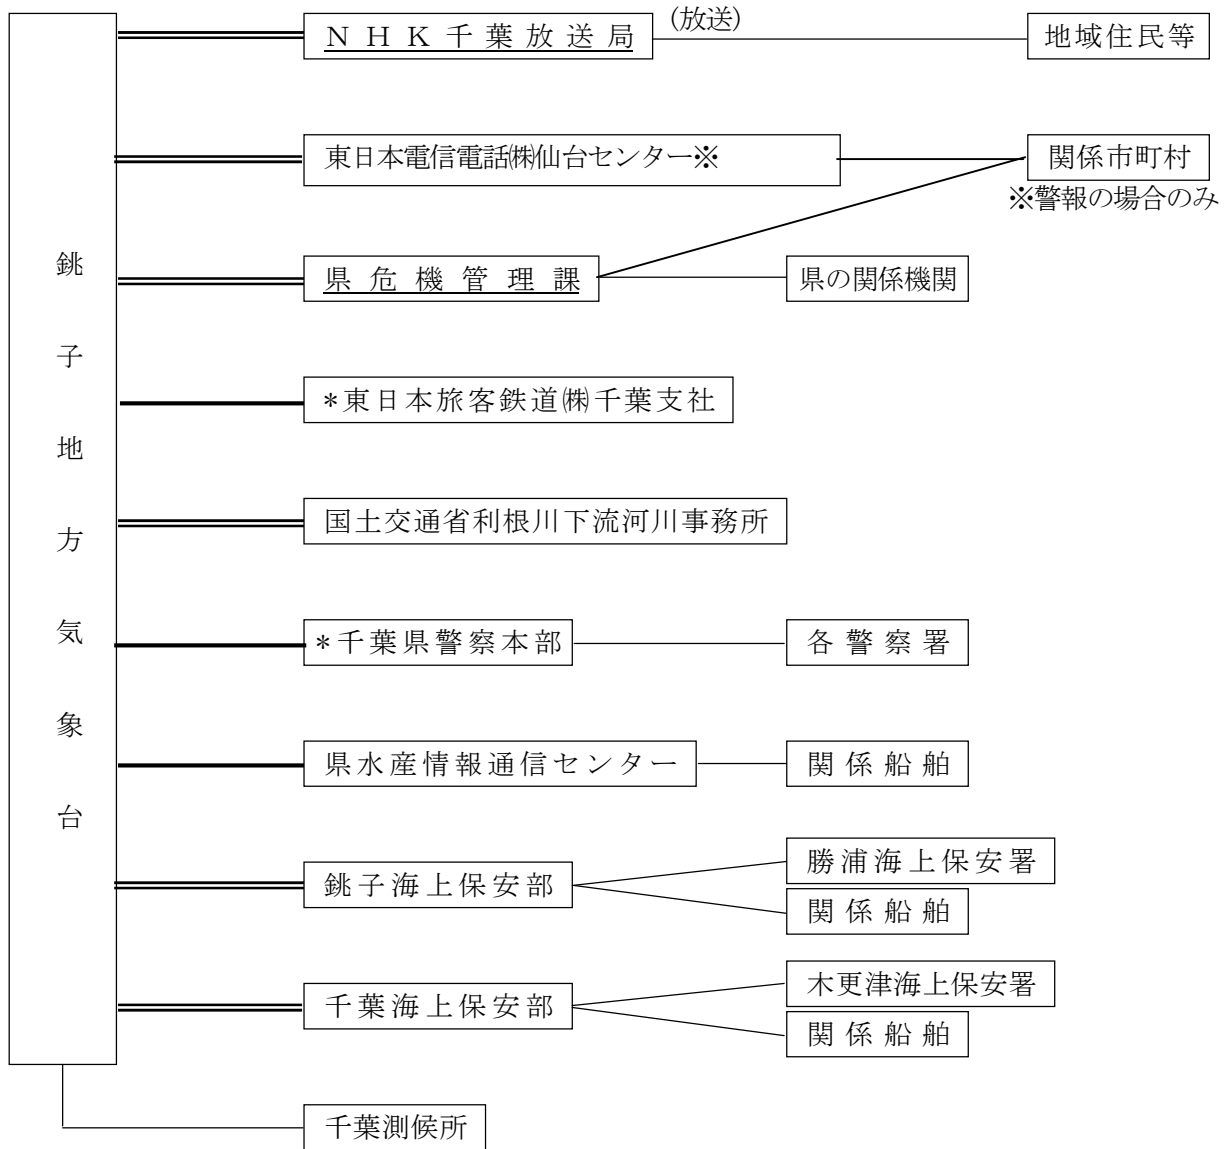 銚子地方気象台
NHK千葉放送局
(放送)
地域住民等
東日本電信電話㈱仙台センター※
関係市町村
※警報の場合のみ
県危機管理課
県の関係機関
*東日本旅客鉄道㈱千葉支社
国土交通省利根川下流河川事務所
*千葉県警察本部
各警察署
県水産情報通信センター
関係船舶
銚子海上保安部
勝浦海上保安署
関係船舶
千葉海上保安部
木更津海上保安署
関係船舶
千葉測候所